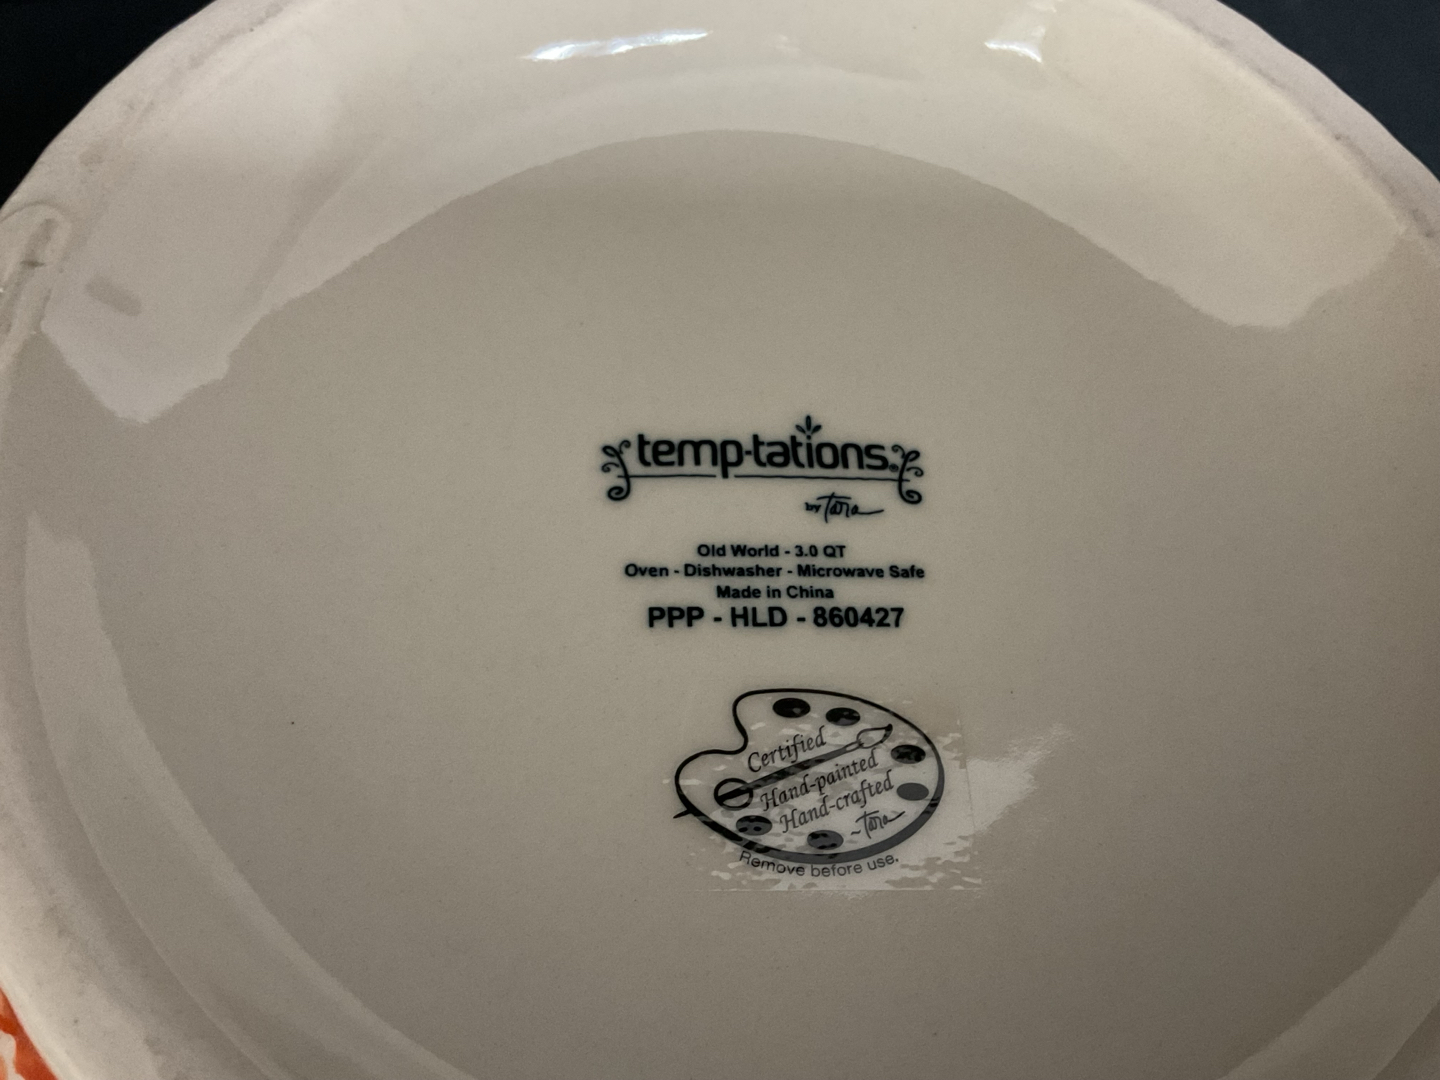 temp-tations®
by Tara
Old World - 3.0 QT
Oven - Dishwasher - Microwave Safe
Made in China
PPP - HLD - 860427
Certified
Hand-painted
Hand-crafted
~Tara
Remove before use.